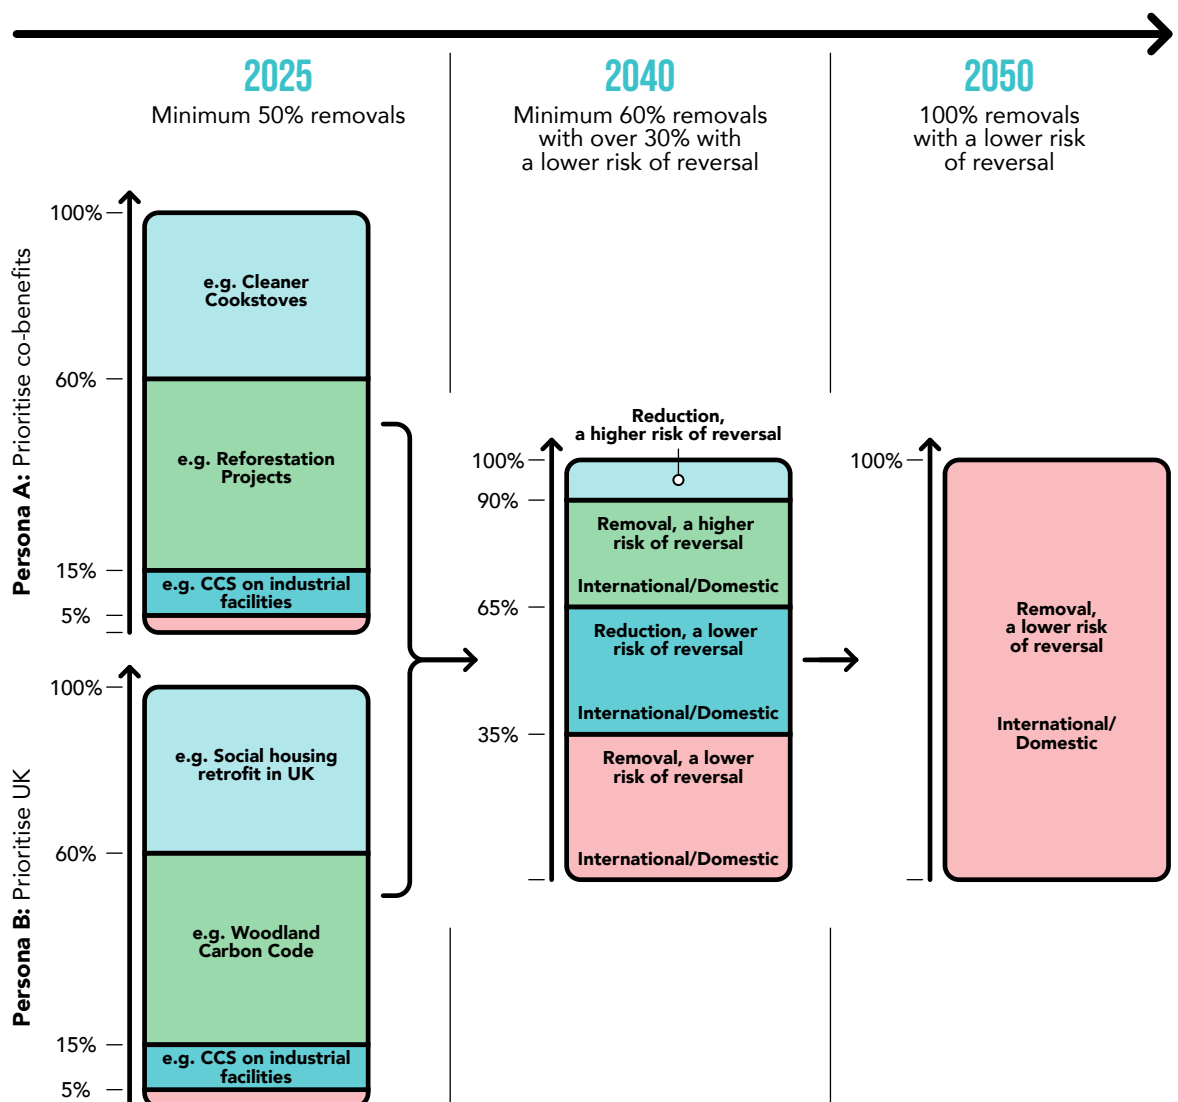 2025
Minimum 50% removals
2040
Minimum 60% removals
with over 30% with
a lower risk of reversal
2050
100% removals
with a lower risk
of reversal
Persona A: Prioritise co-benefits
100%
60%
15%
5%
e.g. Cleaner
Cookstoves
e.g. Reforestation
Projects
e.g. CCS on industrial
facilities
Persona B: Prioritise UK
100%
60%
15%
5%
e.g. Social housing
retrofit in UK
e.g. Woodland
Carbon Code
e.g. CCS on industrial
facilities
Reduction,
a higher risk of reversal
100%
90%
65%
35%
Removal, a higher
risk of reversal
International/Domestic
Reduction, a lower
risk of reversal
International/Domestic
Removal, a lower
risk of reversal
International/Domestic
100%
Removal,
a lower risk
of reversal
International/
Domestic